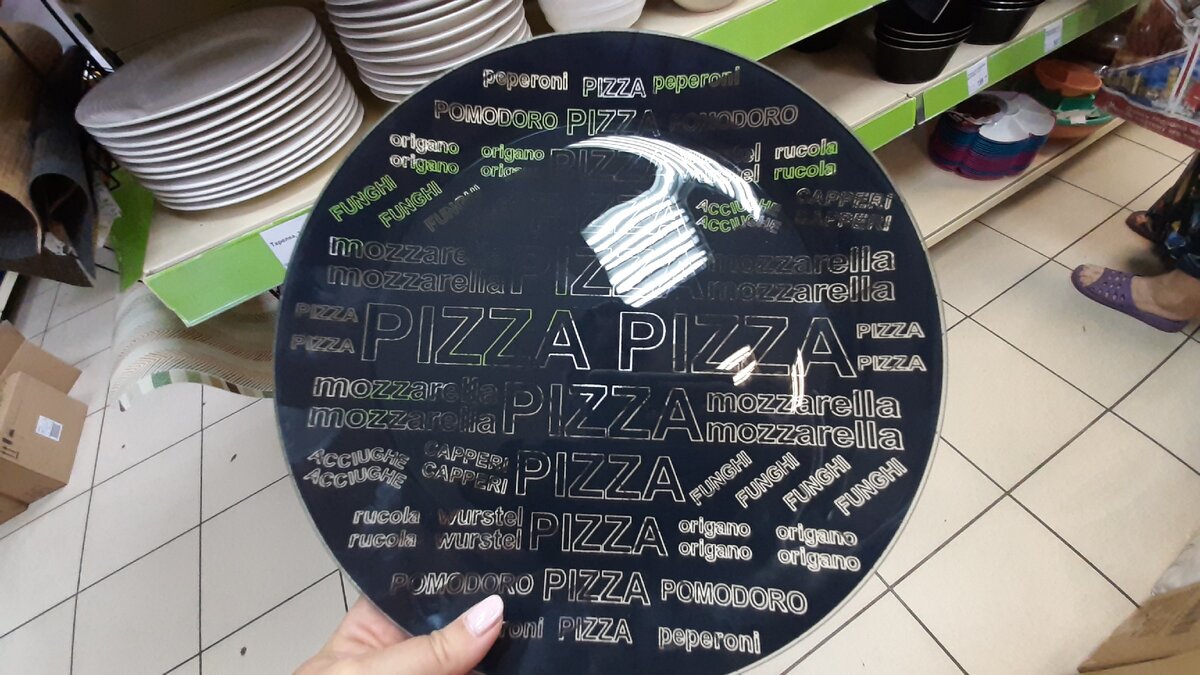 peperoni PIZZA peperoni
POMODORO PIZZA POMODORO
origano origano PIZZA rucola
origano rucola
FUNGHI FUNGHI ACCIUGHE CAPPERI
ACCIUGHE CAPPERI
mozzarella
mozzarella PIZZA mozzarella
PIZZA PIZZA PIZZA PIZZA
PIZZA PIZZA
mozzarella PIZZA mozzarella
mozzarella mozzarella
ACCIUGHE CAPPERI PIZZA FUNGHI FUNGHI FUNGHI FUNGHI
ACCIUGHE CAPPERI
rucola wurstel PIZZA origano origano
rucola wurstel origano origano
POMODORO PIZZA POMODORO
PIZZA peperoni